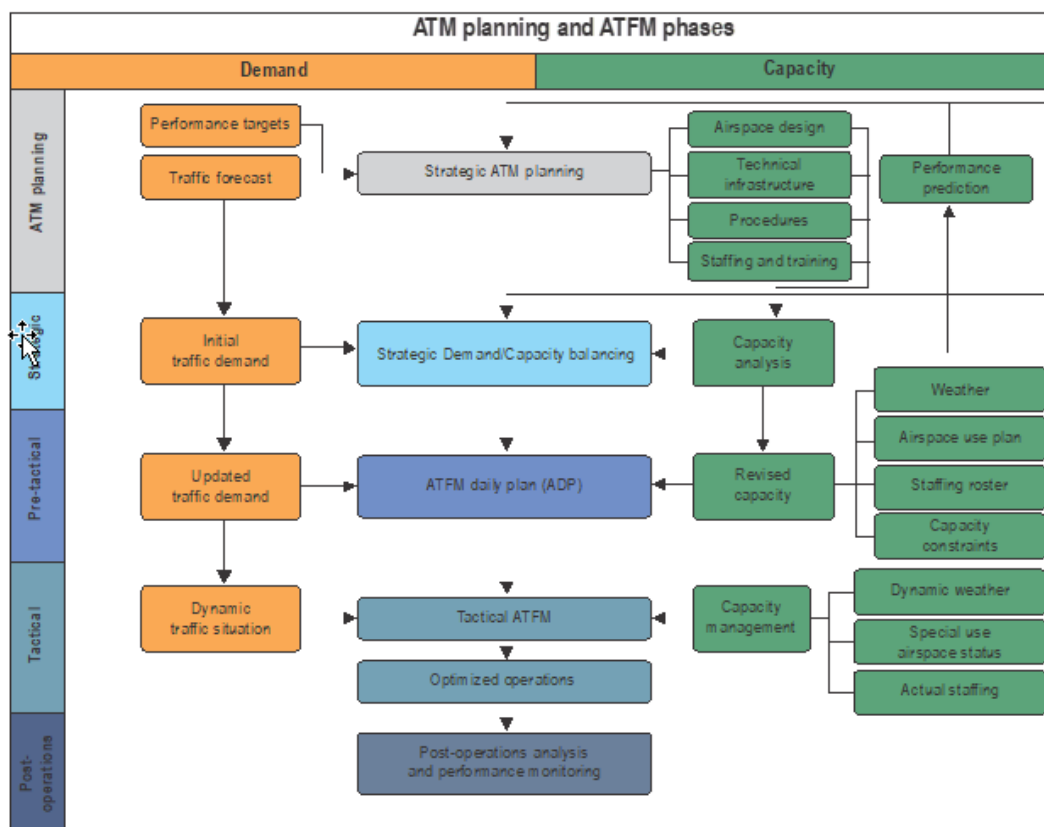 ATM planning and ATFM phases
Demand
Capacity
ATM planning
Performance targets
Traffic forecast
Strategic ATM planning
Airspace design
Technical
infrastructure
Procedures
Staffing and training
Performance
prediction
Strategic
Initial
traffic demand
Strategic Demand/Capacity balancing
Capacity
analysis
Pre-tactical
Updated
traffic demand
ATFM daily plan (ADP)
Revised
capacity
Weather
Airspace use plan
Staffing roster
Capacity
constraints
Tactical
Dynamic
traffic situation
Tactical ATFM
Optimized operations
Capacity
management
Dynamic weather
Special use
airspace status
Actual staffing
Post-
operations
Post-operations analysis
and performance monitoring